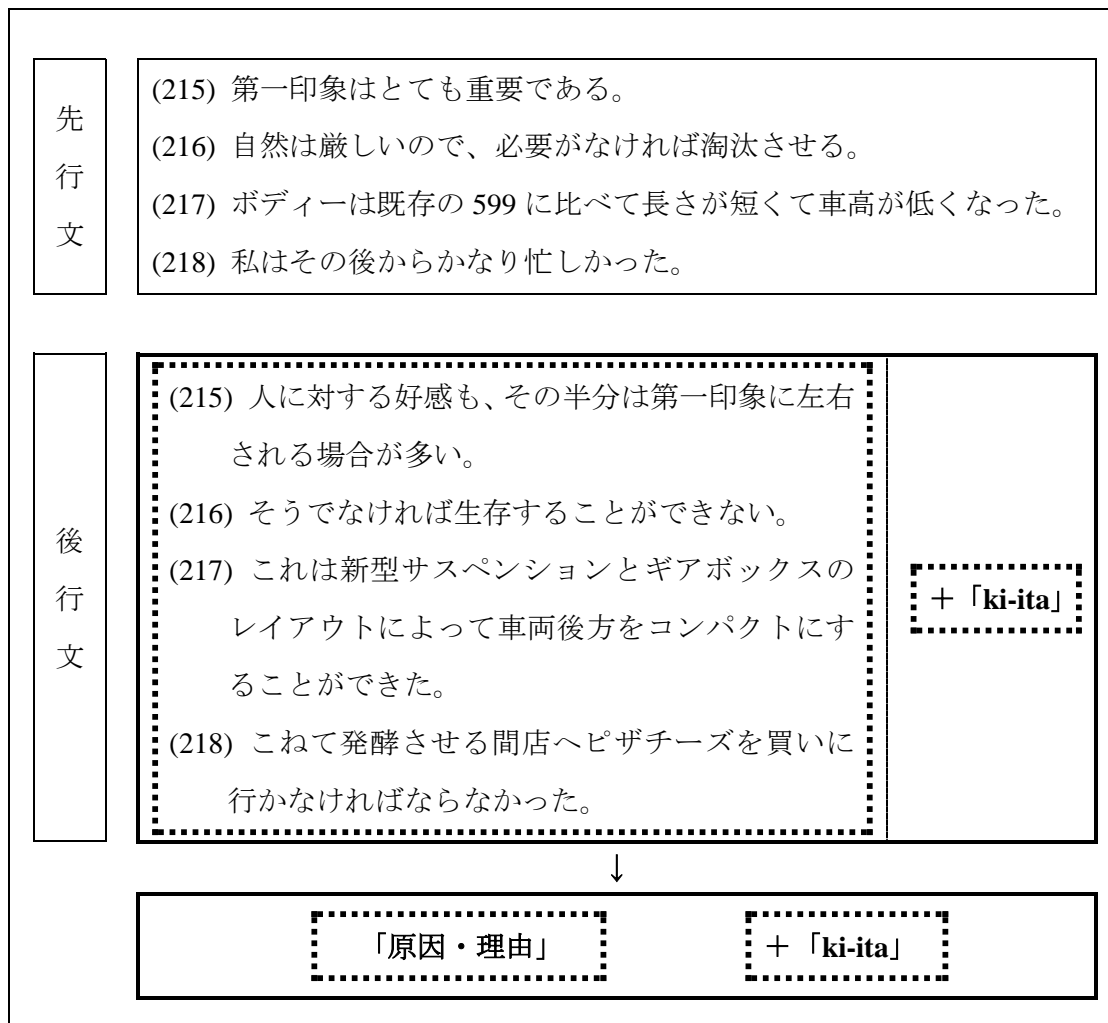 先行文
(215) 第一印象はとても重要である。
(216) 自然は厳しいので、必要がなければ淘汰させる。
(217) ボディーは既存の 599 に比べて長さが短くて車高が低くなった。
(218) 私はその後からかなり忙しかった。
後行文
(215) 人に対する好感も、その半分は第一印象に左右
される場合が多い。
(216) そうでなければ生存することができない。
(217) これは新型サスペンションとギアボックスの
レイアウトによって車両後方をコンパクトにす
ることができた。
(218) こねて発酵させる間店へピザチーズを買いに
行かなければならなかった。
＋「ki-ita」
↓
「原因・理由」 ＋「ki-ita」